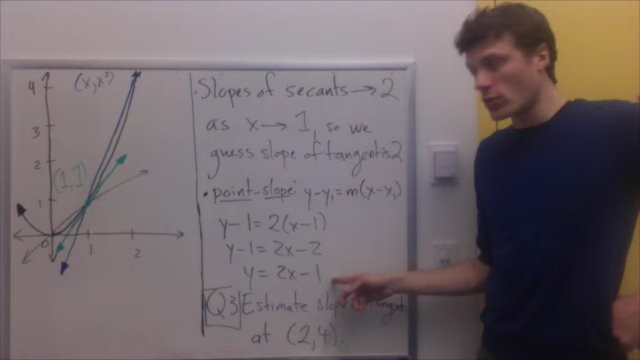 4
(x, x²)
3
2
(1,1)
1
0
1
2
• Slopes of secants → 2
as x → 1, so we
guess slope of tangent is 2
• point-slope: y-y₁=m(x-x₁)
y-1=2(x-1)
y-1=2x-2
y=2x-1
Q3 Estimate slope tangent
at (2,4).